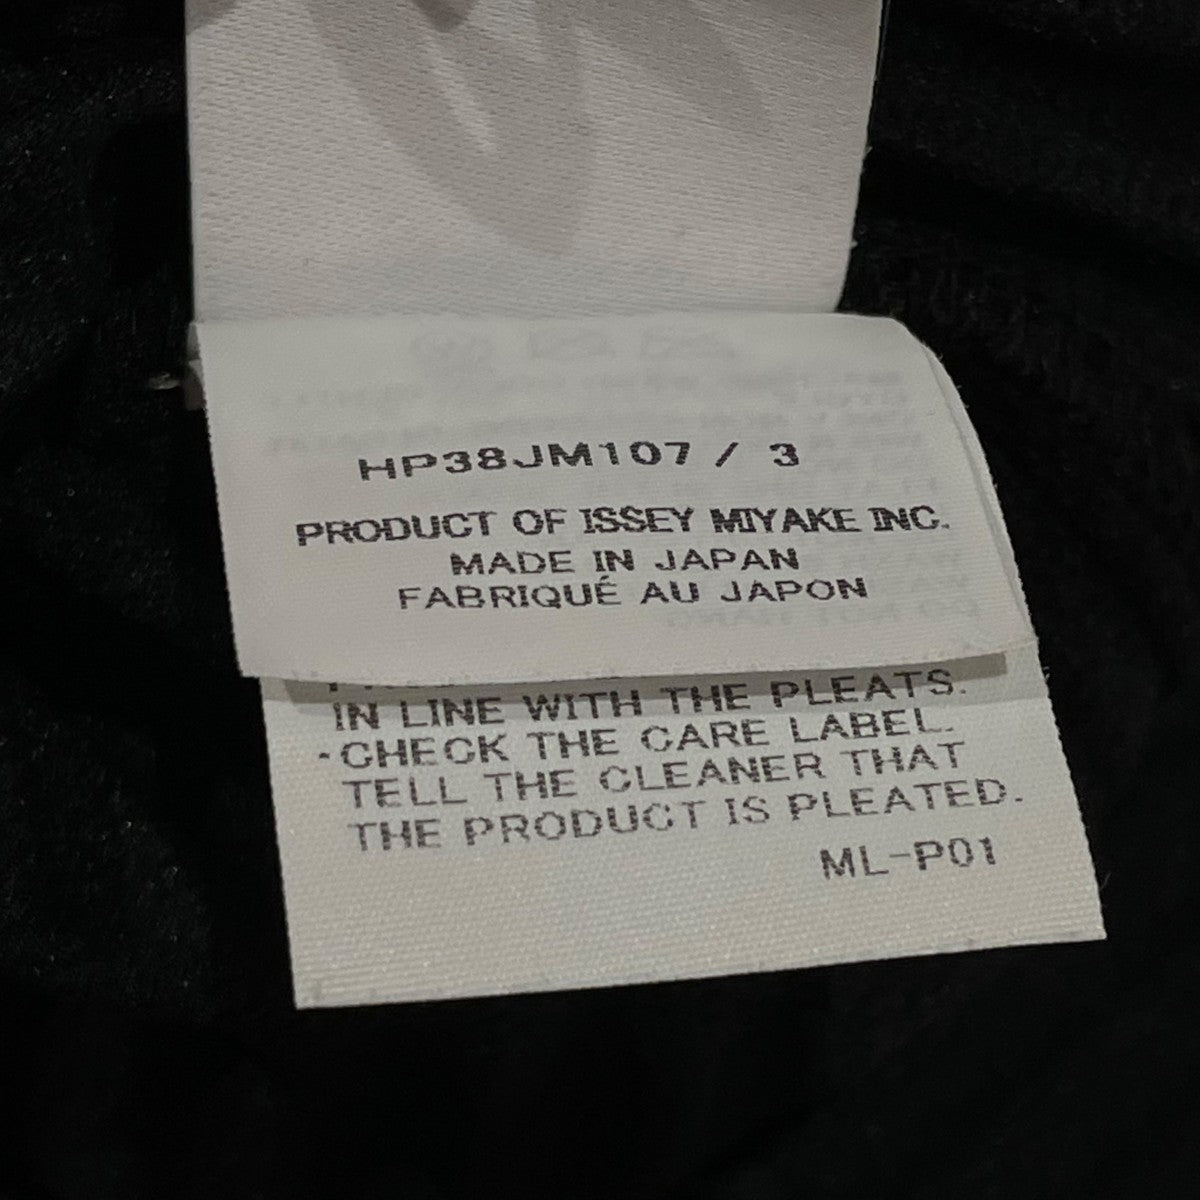 HP38JM107 / 3
PRODUCT OF ISSEY MIYAKE INC.
MADE IN JAPAN
FABRIQUÉ AU JAPON
IN LINE WITH THE PLEATS.
·CHECK THE CARE LABEL.
TELL THE CLEANER THAT
THE PRODUCT IS PLEATED.
ML-P01